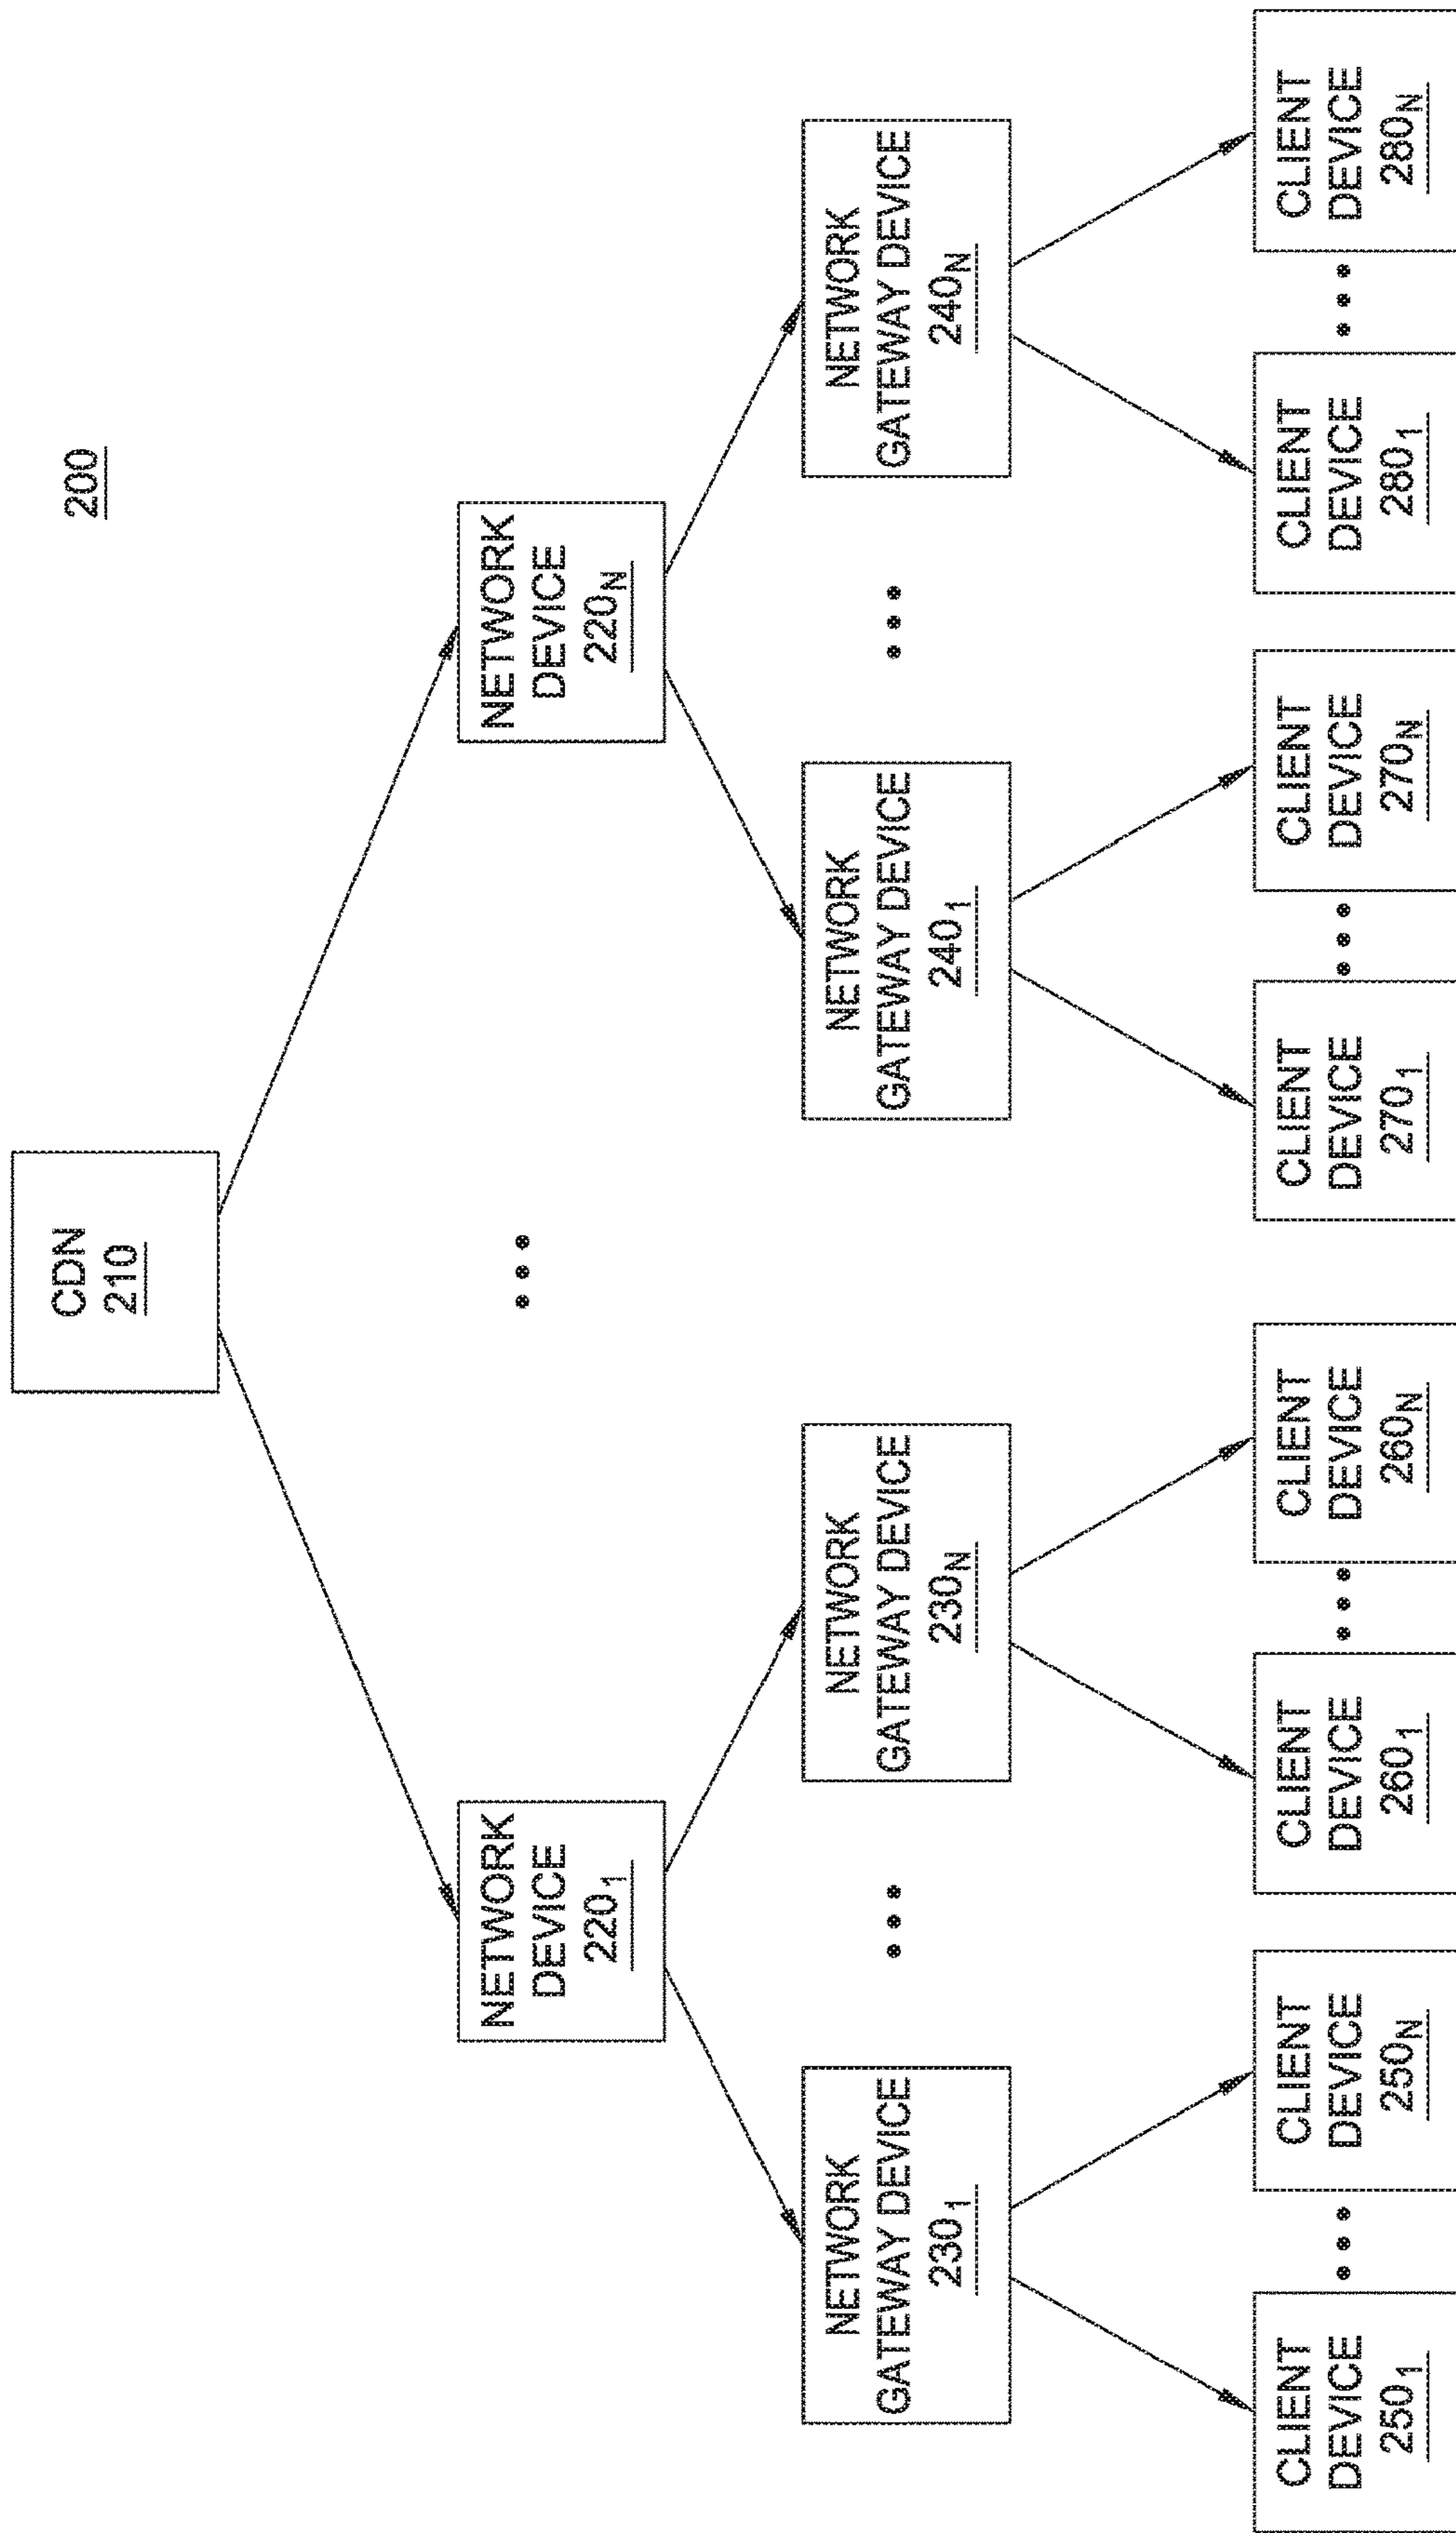 200
CDN
210
NETWORK
DEVICE
220₁
NETWORK
DEVICE
220N
NETWORK
GATEWAY DEVICE
230₁
NETWORK
GATEWAY DEVICE
230N
NETWORK
GATEWAY DEVICE
240₁
NETWORK
GATEWAY DEVICE
240N
CLIENT
DEVICE
250₁
CLIENT
DEVICE
250N
CLIENT
DEVICE
260₁
CLIENT
DEVICE
260N
CLIENT
DEVICE
270₁
CLIENT
DEVICE
270N
CLIENT
DEVICE
280₁
CLIENT
DEVICE
280N